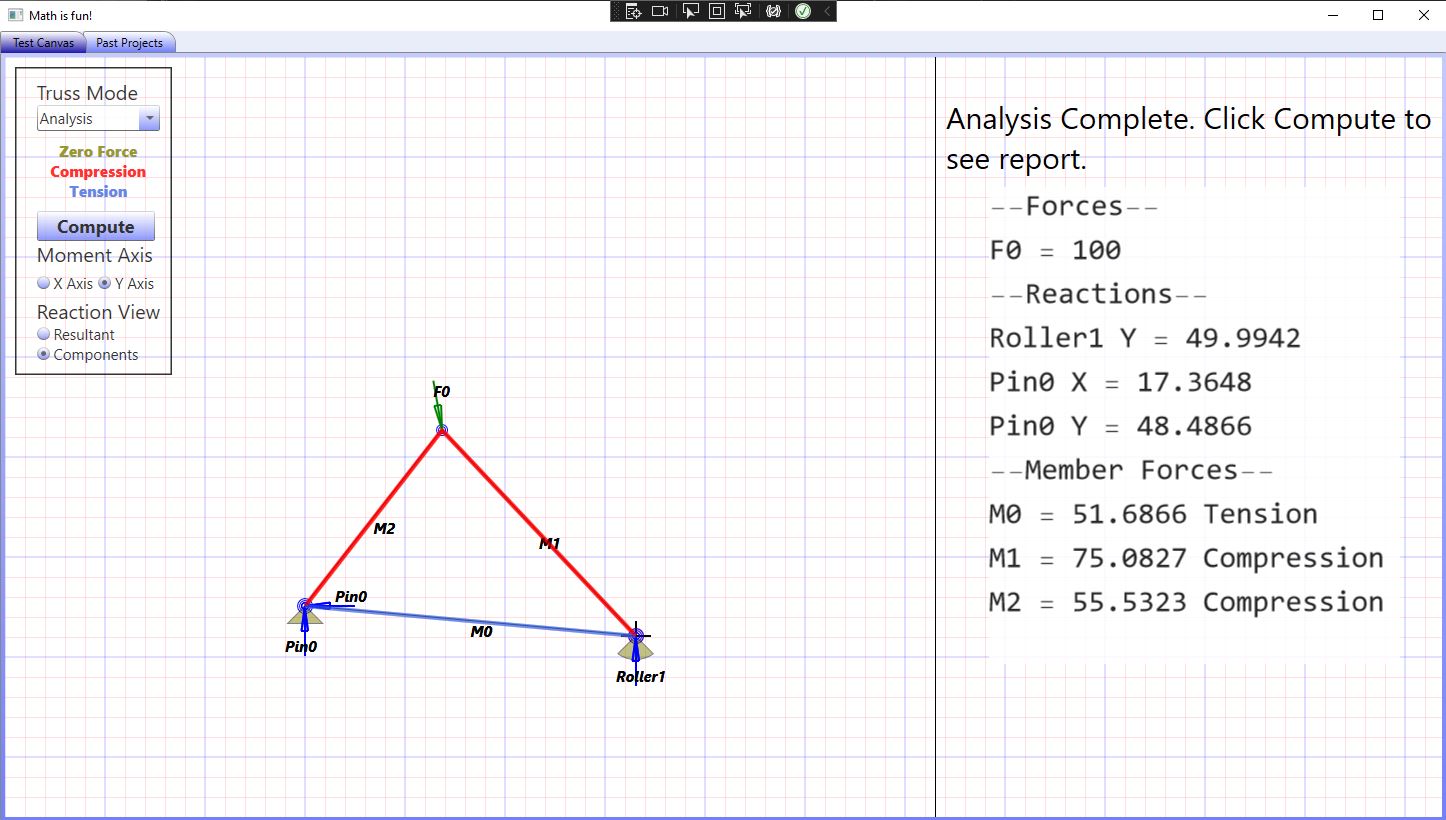 Math is fun!
Test Canvas
Past Projects
Truss Mode
Analysis
Zero Force
Compression
Tension
Compute
Moment Axis
X Axis
Y Axis
Reaction View
Resultant
Components
F0
M2
M1
Pin0
M0
Pin0
Roller1
Analysis Complete. Click Compute to
see report.
--Forces--
F0 = 100
--Reactions--
Roller1 Y = 49.9942
Pin0 X = 17.3648
Pin0 Y = 48.4866
--Member Forces--
M0 = 51.6866 Tension
M1 = 75.0827 Compression
M2 = 55.5323 Compression